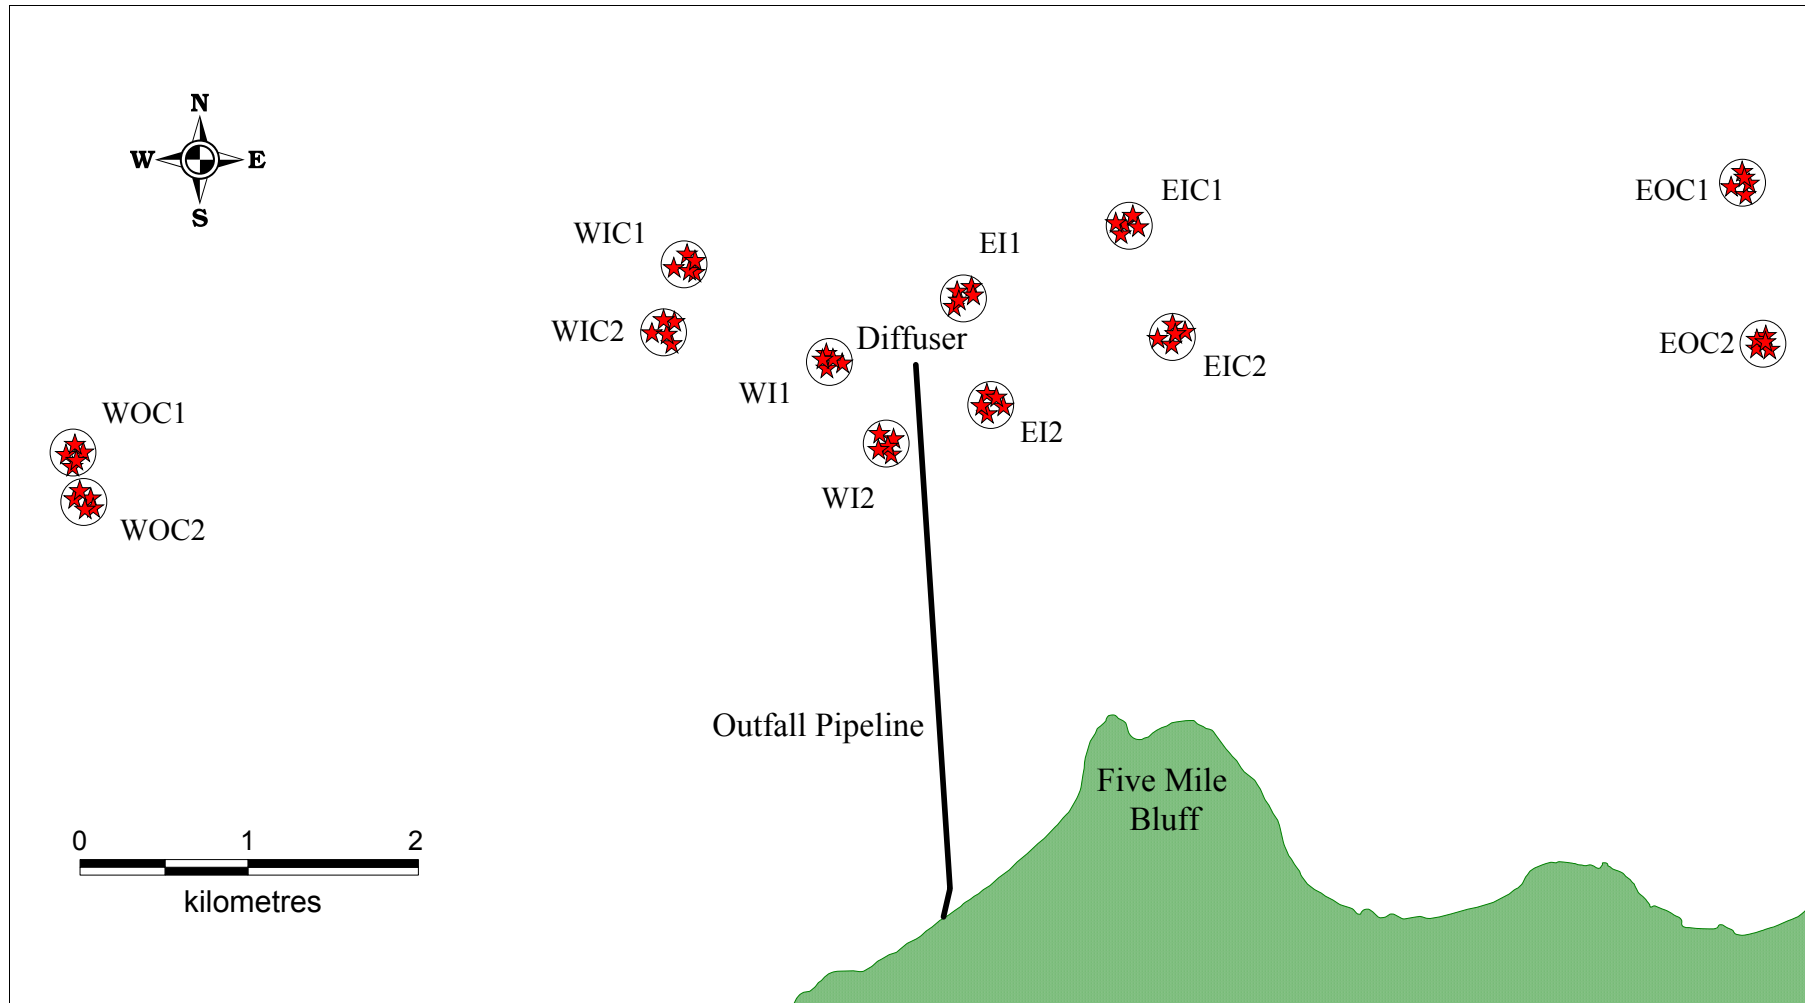 N
W E
S
EIC1
EOC1
WIC1
EI1
WIC2
Diffuser
EOC2
EIC2
WI1
WOC1
EI2
WI2
WOC2
Outfall Pipeline
Five Mile
Bluff
0 1 2
kilometres